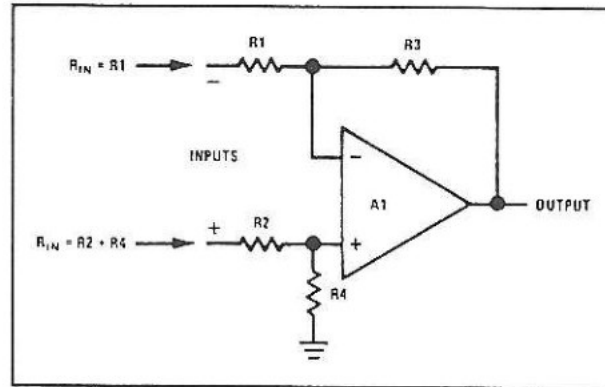 R1
R3
RIN = R1
−
INPUTS
−
A1
OUTPUT
+
R2
RIN = R2 + R4
+
R4